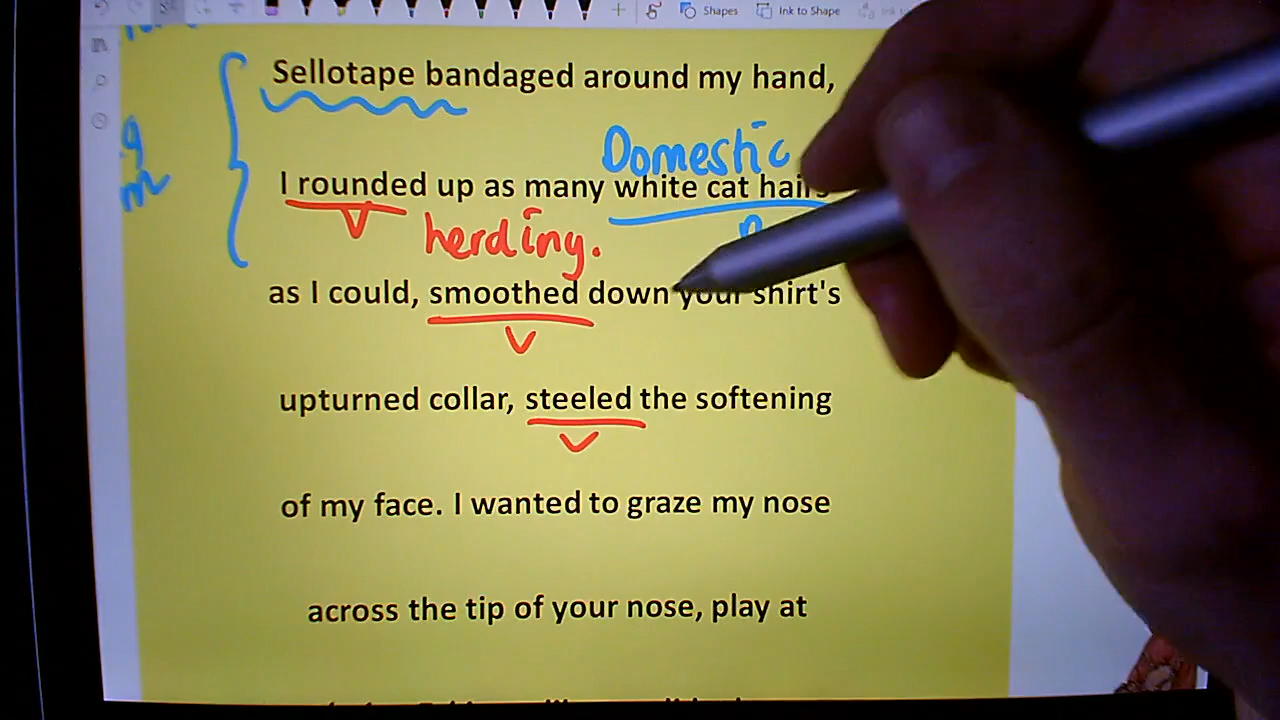 Shapes Ink to Shape
Sellotape bandaged around my hand,
Domestic
I rounded up as many white cat hairs
herding.
as I could, smoothed down your shirt's
upturned collar, steeled the softening
of my face. I wanted to graze my nose
across the tip of your nose, play at